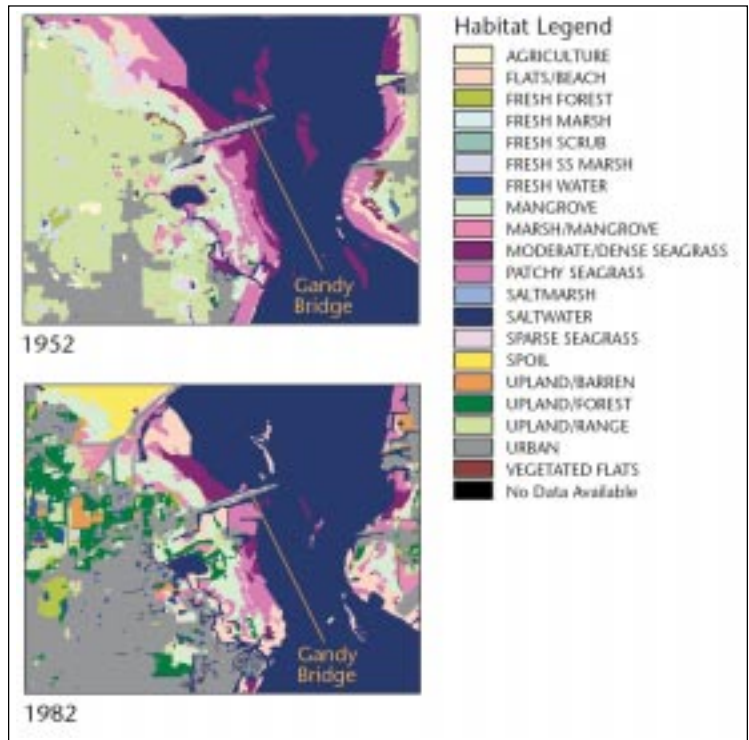 Habitat Legend
AGRICULTURE
FLATS/BEACH
FRESH FOREST
FRESH MARSH
FRESH SCRUB
FRESH SS MARSH
FRESH WATER
MANGROVE
MARSH/MANGROVE
MODERATE/DENSE SEAGRASS
PATCHY SEAGRASS
SALTMARSH
SALTWATER
SPARSE SEAGRASS
SPOIL
UPLAND/BARREN
UPLAND/FOREST
UPLAND/RANGE
URBAN
VEGETATED FLATS
No Data Available
Gandy
Bridge
1952
Gandy
Bridge
1982